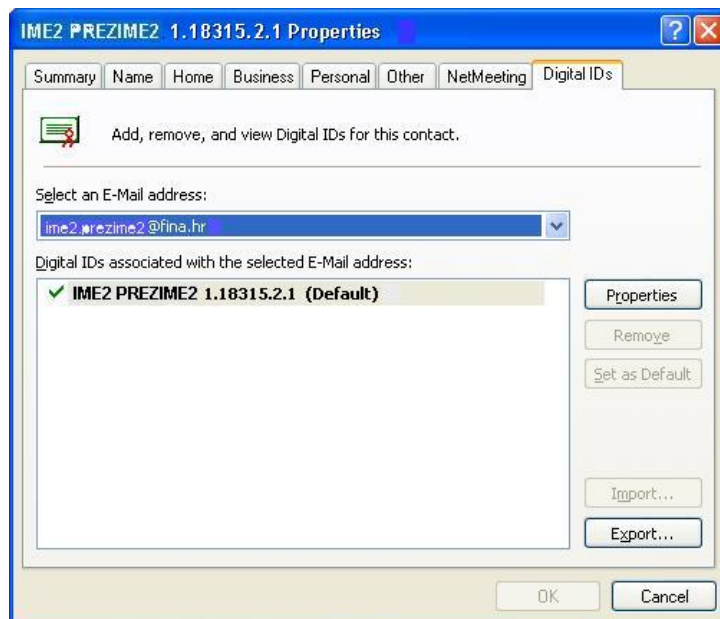 IME2 PREZIME2 1.18315.2.1 Properties
Summary Name Home Business Personal Other NetMeeting Digital IDs
Add, remove, and view Digital IDs for this contact.
Select an E-Mail address:
ime2.prezime2@fina.hr
Digital IDs associated with the selected E-Mail address:
IME2 PREZIME2 1.18315.2.1 (Default)
Properties
Remove
Set as Default
Import...
Export...
OK Cancel